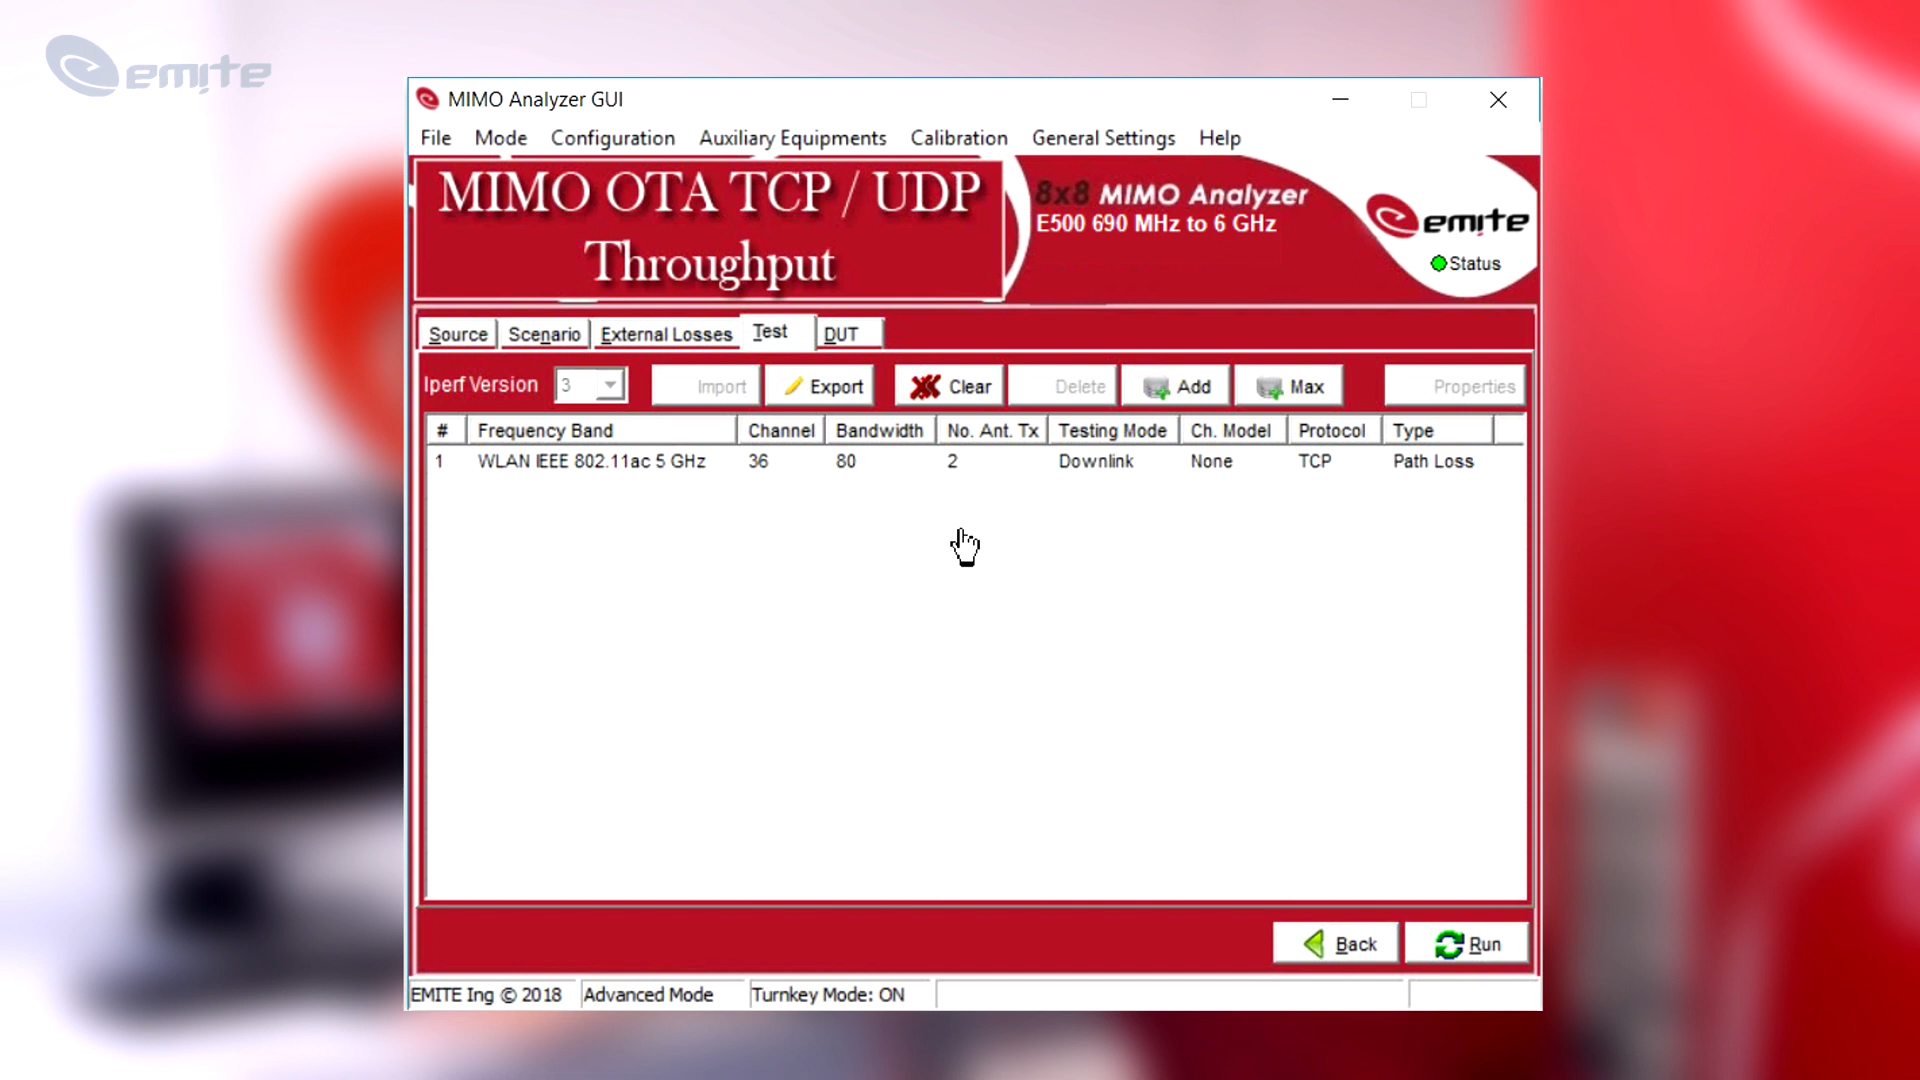 emite
MIMO Analyzer GUI
File Mode Configuration Auxiliary Equipments Calibration General Settings Help
MIMO OTA TCP / UDP
Throughput
8x8 MIMO Analyzer
E500 690 MHz to 6 GHz
emite
Status
Source Scenario External Losses Test DUT
Iperf Version 3 Import Export Clear Delete Add Max Properties
# Frequency Band Channel Bandwidth No. Ant. Tx Testing Mode Ch. Model Protocol Type
1 WLAN IEEE 802.11ac 5 GHz 36 80 2 Downlink None TCP Path Loss
Back Run
EMITE Ing © 2018 Advanced Mode Turnkey Mode: ON